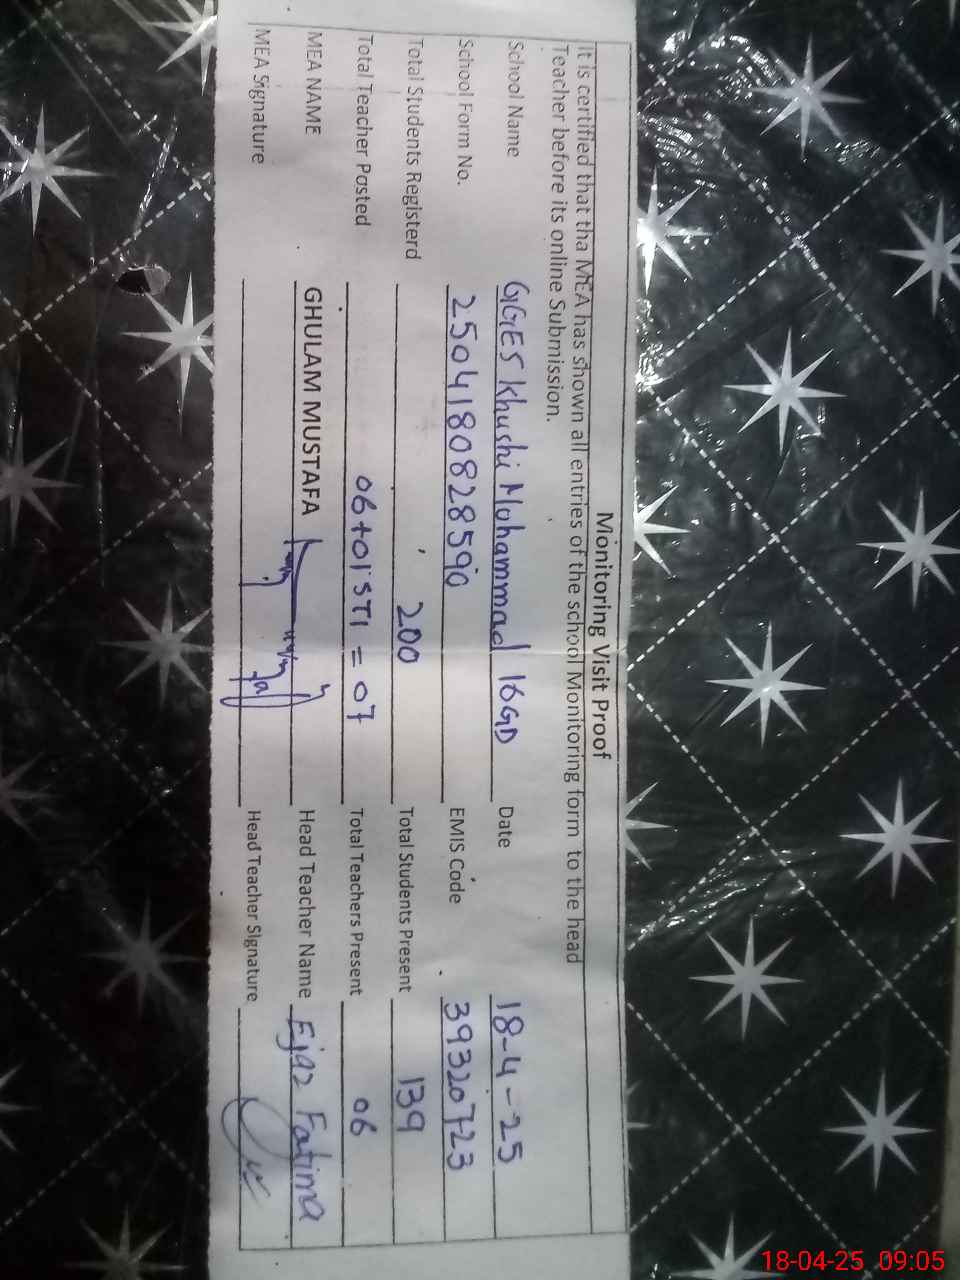 Monitoring Visit Proof
It is certified that tha MEA has shown all entries of the school Monitoring form to the head
Teacher before its online Submission.
School Name GGES Khushi Muhammad 16GD Date 18-4-25
School Form No. 2504180828590 EMIS Code 39320723
Total Students Registerd 200 Total Students Present 139
Total Teacher Posted 06+01 STI = 07 Total Teachers Present 06
MEA NAME GHULAM MUSTAFA Head Teacher Name Ejaz Fatima
MEA Signature Head Teacher Signature
18-04-25 09:05